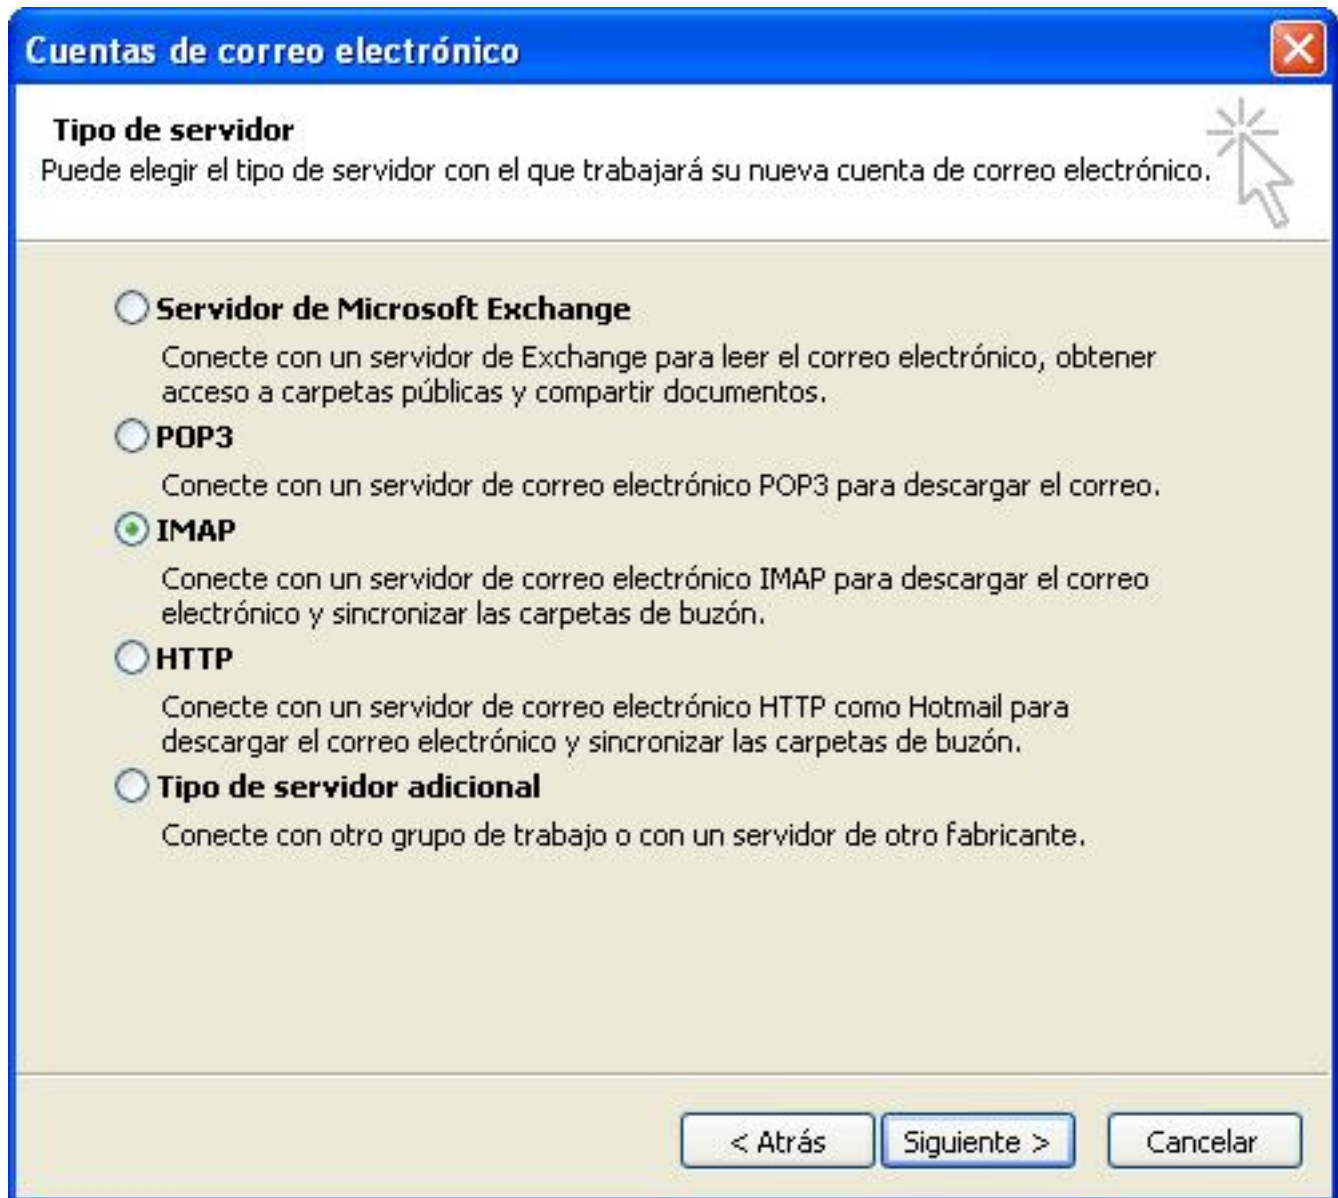 Cuentas de correo electrónico
Tipo de servidor
Puede elegir el tipo de servidor con el que trabajará su nueva cuenta de correo electrónico.
Servidor de Microsoft Exchange
Conecte con un servidor de Exchange para leer el correo electrónico, obtener
acceso a carpetas públicas y compartir documentos.
POP3
Conecte con un servidor de correo electrónico POP3 para descargar el correo.
IMAP
Conecte con un servidor de correo electrónico IMAP para descargar el correo
electrónico y sincronizar las carpetas de buzón.
HTTP
Conecte con un servidor de correo electrónico HTTP como Hotmail para
descargar el correo electrónico y sincronizar las carpetas de buzón.
Tipo de servidor adicional
Conecte con otro grupo de trabajo o con un servidor de otro fabricante.
< Atrás Siguiente > Cancelar